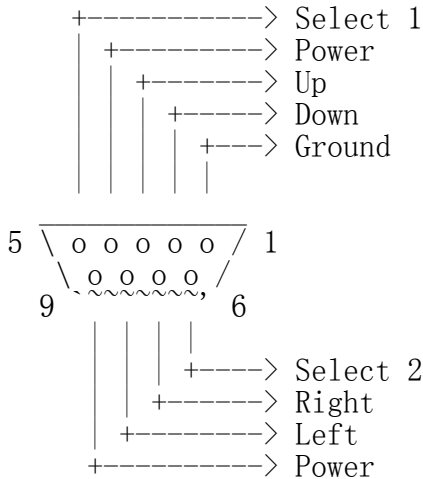 Select 1
Power
Up
Down
Ground
5 o o o o o 1
o o o o
9 6
Select 2
Right
Left
Power